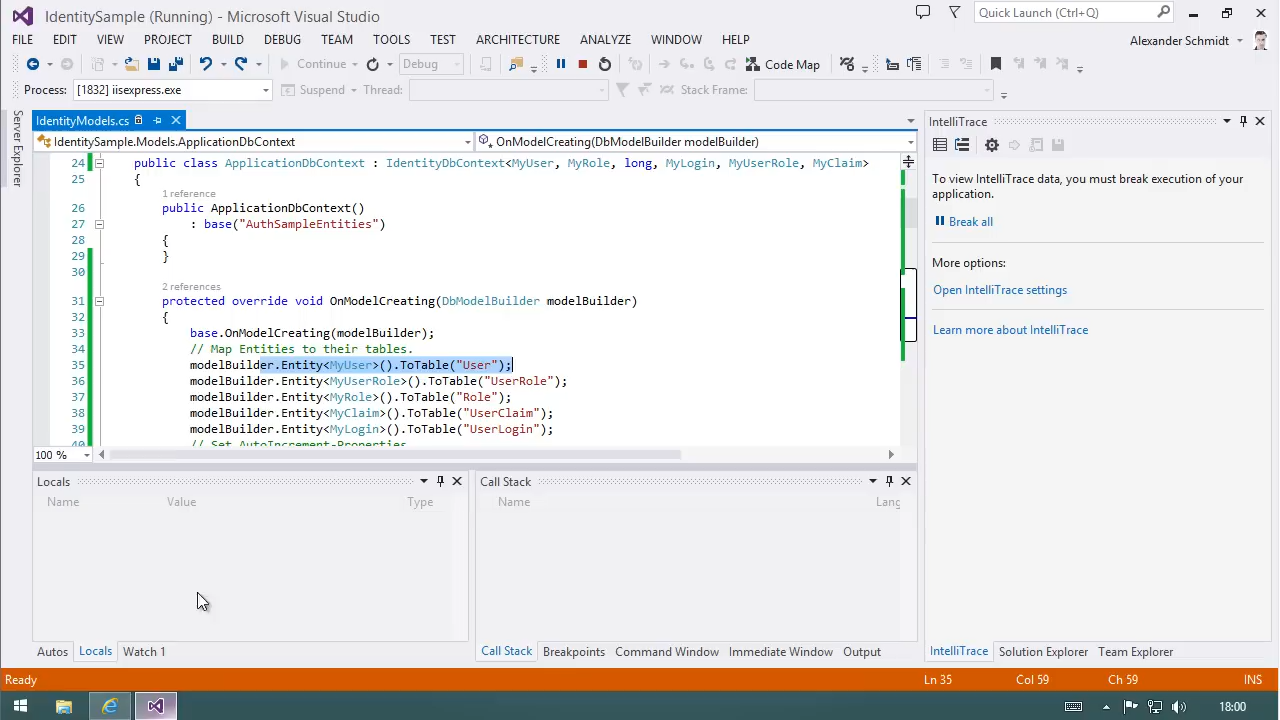 IdentitySample (Running) - Microsoft Visual Studio
Quick Launch (Ctrl+Q)
FILE EDIT VIEW PROJECT BUILD DEBUG TEAM TOOLS TEST ARCHITECTURE ANALYZE WINDOW HELP
Alexander Schmidt
Continue Debug Code Map
Process: [1832] iisexpress.exe Suspend Thread: Stack Frame:
Server Explorer
IdentityModels.cs
IdentitySample.Models.ApplicationDbContext OnModelCreating(DbModelBuilder modelBuilder)
24 public class ApplicationDbContext : IdentityDbContext<MyUser, MyRole, long, MyLogin, MyUserRole, MyClaim>
25 {
1 reference
26 public ApplicationDbContext()
27 : base("AuthSampleEntities")
28 {
29 }
30
2 references
31 protected override void OnModelCreating(DbModelBuilder modelBuilder)
32 {
33 base.OnModelCreating(modelBuilder);
34 // Map Entities to their tables.
35 modelBuilder.Entity<MyUser>().ToTable("User");
36 modelBuilder.Entity<MyUserRole>().ToTable("UserRole");
37 modelBuilder.Entity<MyRole>().ToTable("Role");
38 modelBuilder.Entity<MyClaim>().ToTable("UserClaim");
39 modelBuilder.Entity<MyLogin>().ToTable("UserLogin");
40 // Set AutoIncrement-Properties
100 %
Locals
Name Value Type
Autos Locals Watch 1
Call Stack
Name Lang
Call Stack Breakpoints Command Window Immediate Window Output
IntelliTrace
To view IntelliTrace data, you must break execution of your
application.
Break all
More options:
Open IntelliTrace settings
Learn more about IntelliTrace
IntelliTrace Solution Explorer Team Explorer
Ready Ln 35 Col 59 Ch 59 INS
18:00